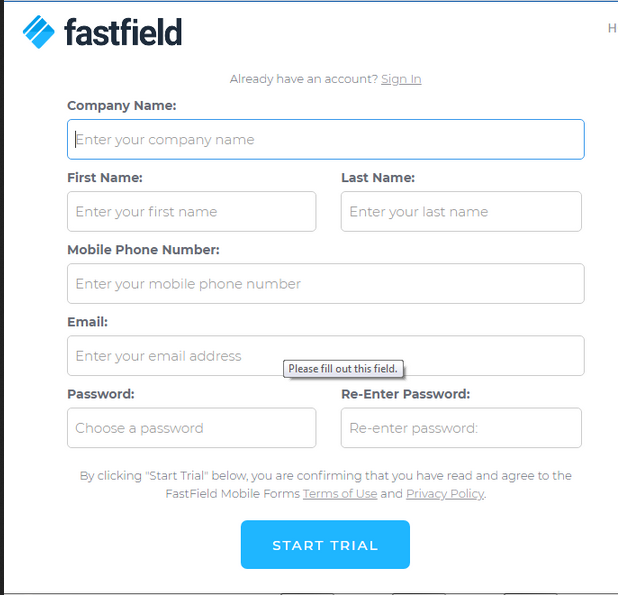 fastfield
H
Already have an account? Sign In
Company Name:
Enter your company name
First Name: Last Name:
Enter your first name Enter your last name
Mobile Phone Number:
Enter your mobile phone number
Email:
Enter your email address
Please fill out this field.
Password: Re-Enter Password:
Choose a password Re-enter password:
By clicking "Start Trial" below, you are confirming that you have read and agree to the
FastField Mobile Forms Terms of Use and Privacy Policy.
START TRIAL